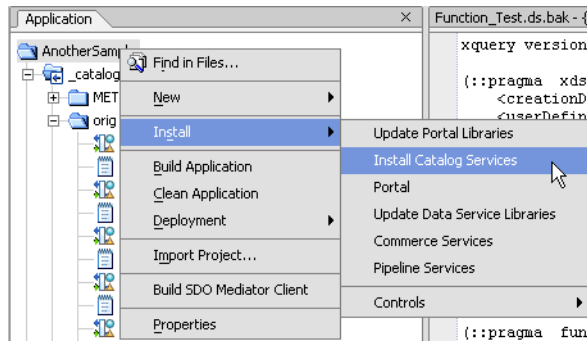 Application
Function_Test.ds.bak - {
AnotherSampl
_catalog
MET
orig
Find in Files...
New
Install
Build Application
Clean Application
Deployment
Import Project...
Build SDO Mediator Client
Properties
Update Portal Libraries
Install Catalog Services
Portal
Update Data Service Libraries
Commerce Services
Pipeline Services
Controls
xquery version
(::pragma xds
<creationD
<userDefin
(::pragma fun